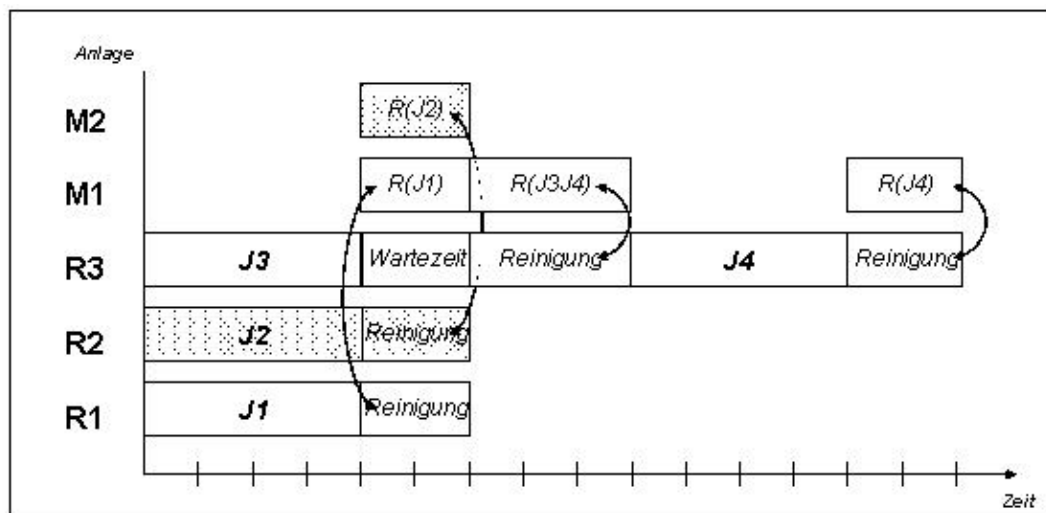 Anlage
M2
R(J2)
M1
R(J1)
R(J3J4)
R(J4)
R3
J3
Wartezeit
Reinigung
J4
Reinigung
R2
J2
Reinigung
R1
J1
Reinigung
Zeit